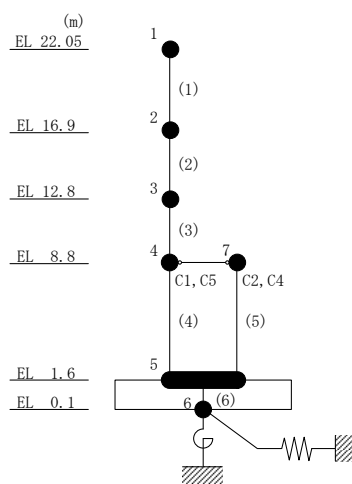 (m)
1
EL 22.05
(1)
2
EL 16.9
(2)
3
EL 12.8
(3)
4 7
EL 8.8
C1, C5 C2, C4
(4) (5)
5
EL 1.6
6 (6)
EL 0.1